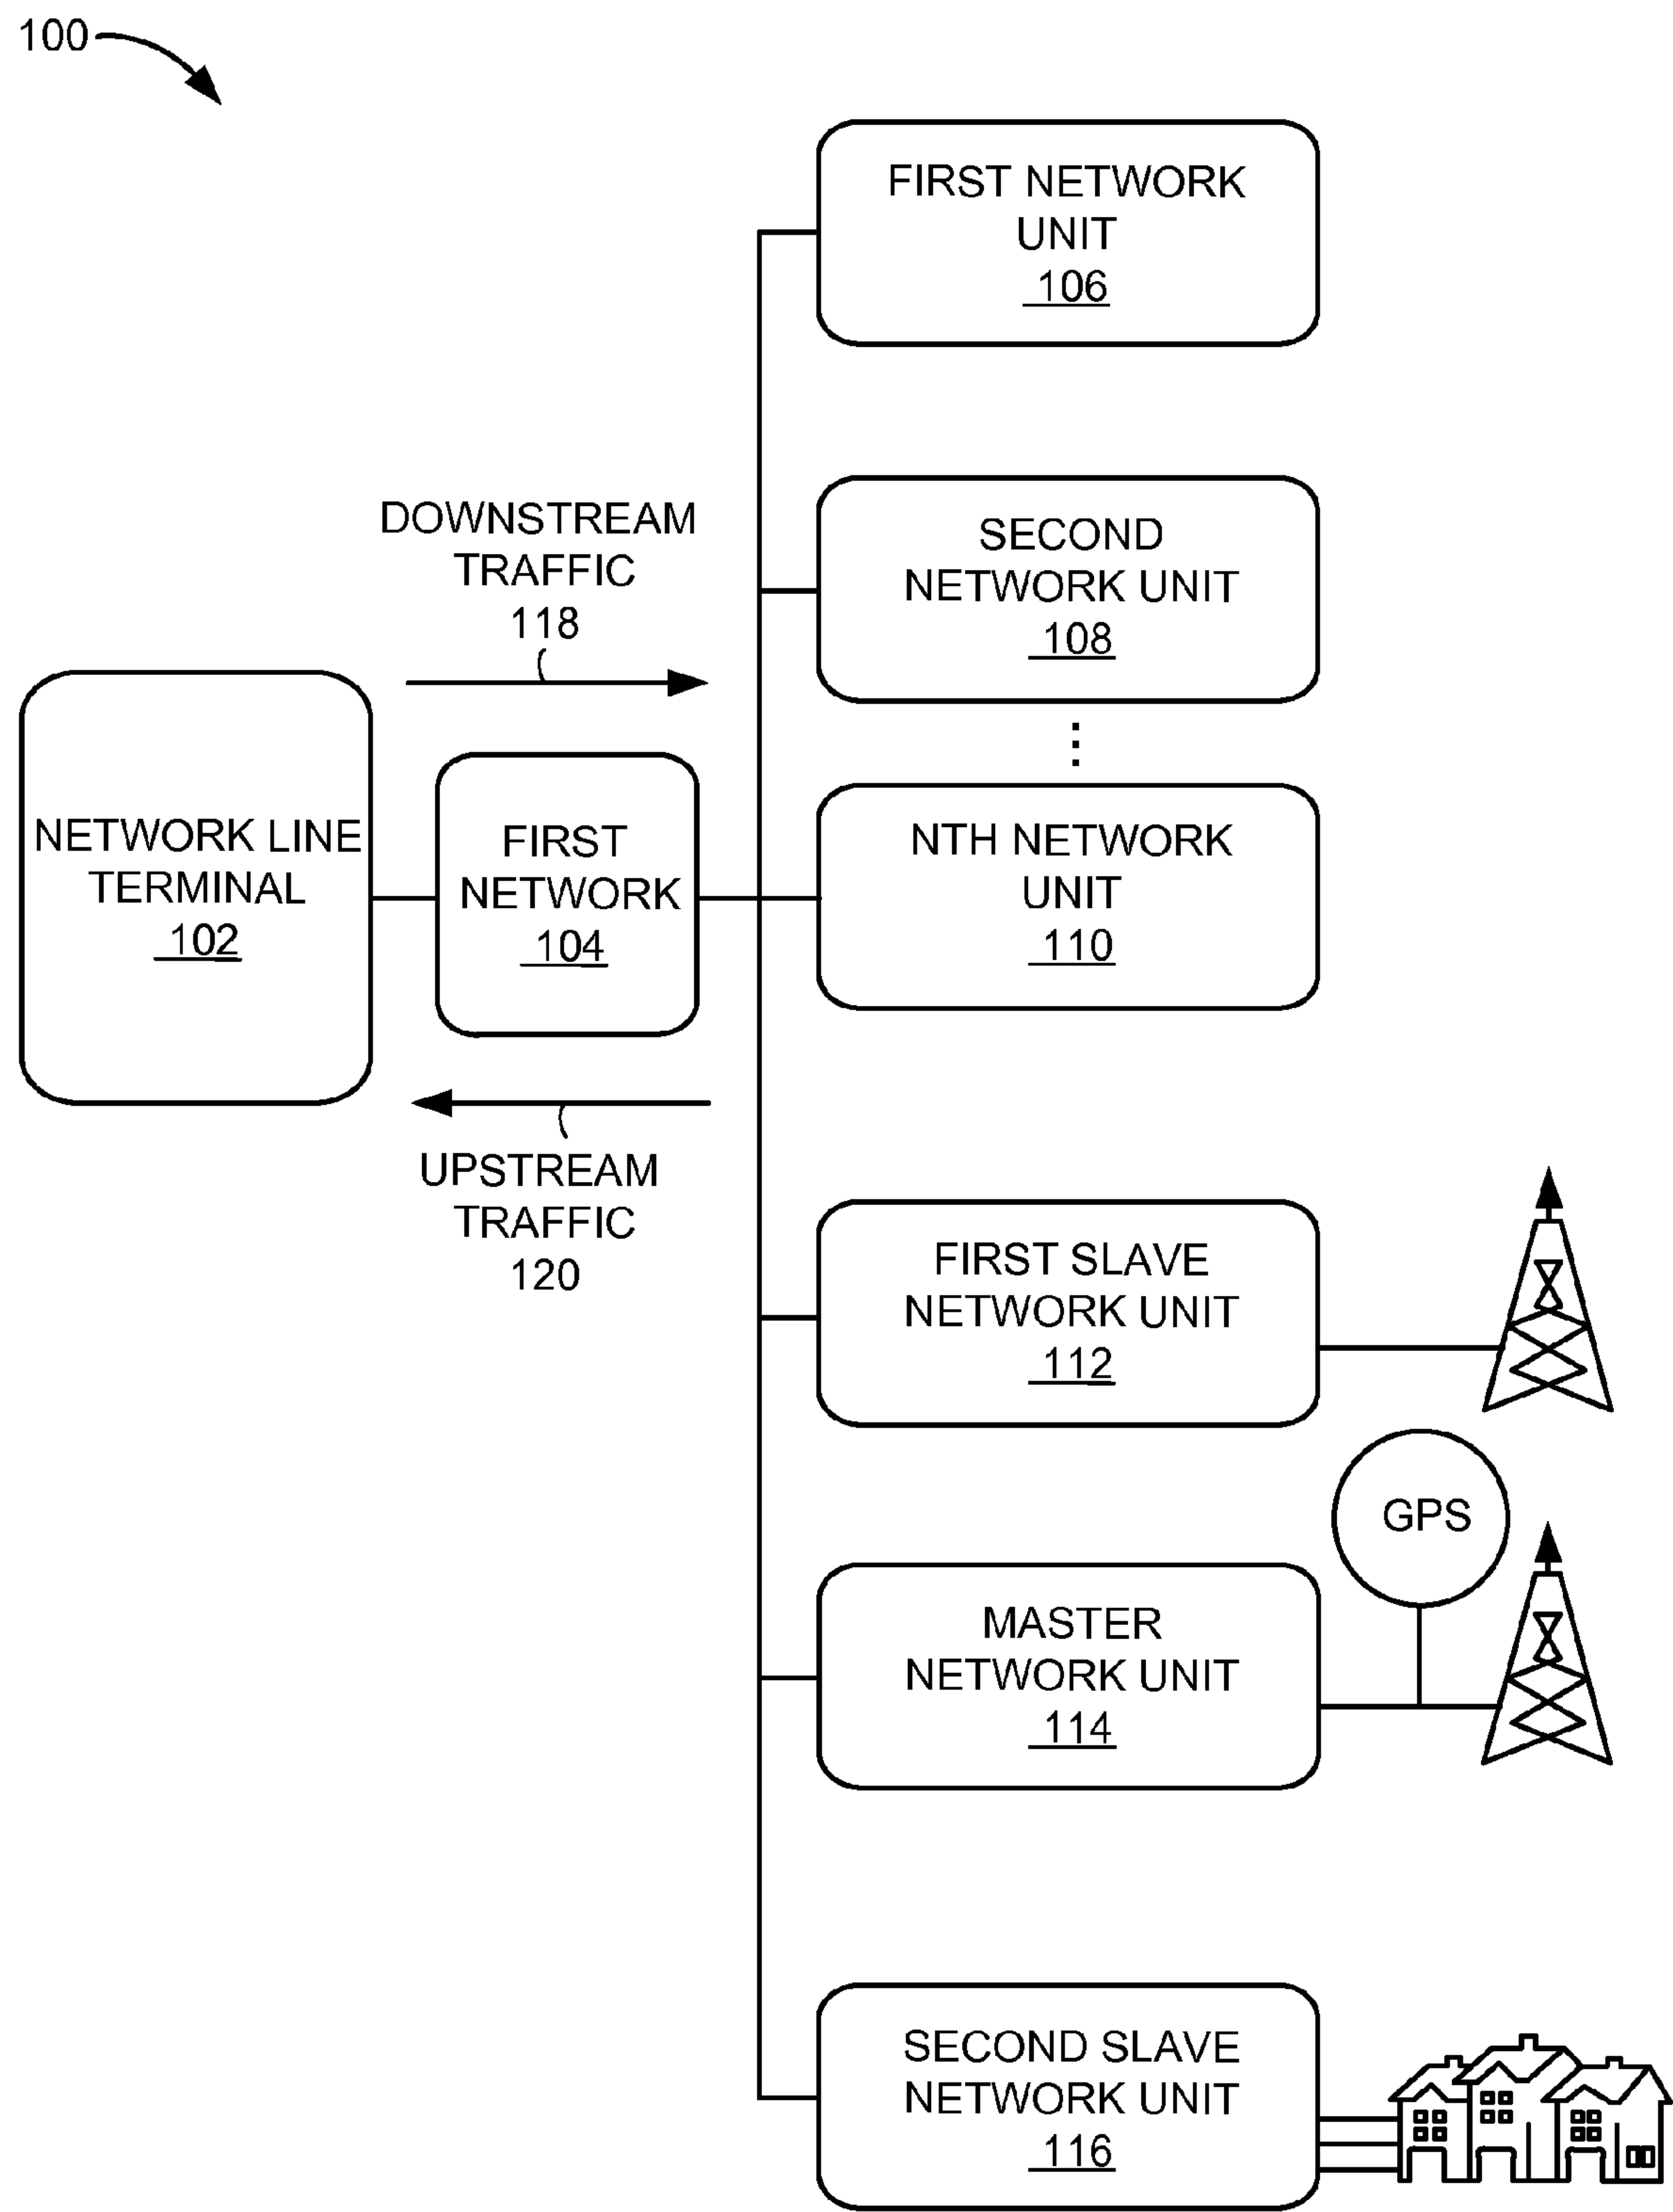 100
FIRST NETWORK
UNIT
106
DOWNSTREAM
TRAFFIC
118
SECOND
NETWORK UNIT
108
NETWORK LINE
TERMINAL
102
FIRST
NETWORK
104
NTH NETWORK
UNIT
110
UPSTREAM
TRAFFIC
120
FIRST SLAVE
NETWORK UNIT
112
GPS
MASTER
NETWORK UNIT
114
SECOND SLAVE
NETWORK UNIT
116